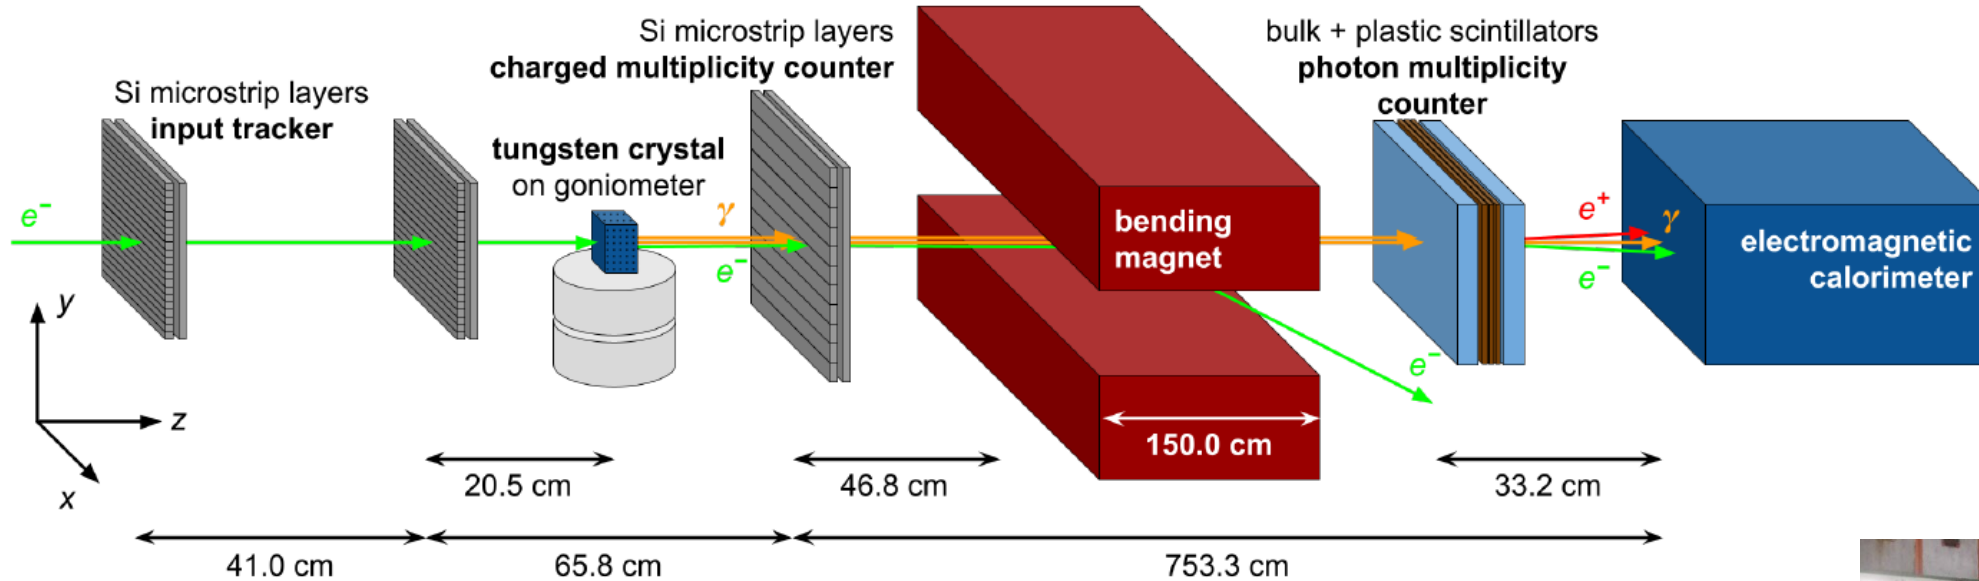 Si microstrip layers
input tracker
Si microstrip layers
charged multiplicity counter
tungsten crystal
on goniometer
bulk + plastic scintillators
photon multiplicity
counter
e⁻
γ
e⁻
bending
magnet
e⁺
γ
e⁻
electromagnetic
calorimeter
e⁻
y
z
x
150.0 cm
20.5 cm
46.8 cm
33.2 cm
41.0 cm
65.8 cm
753.3 cm